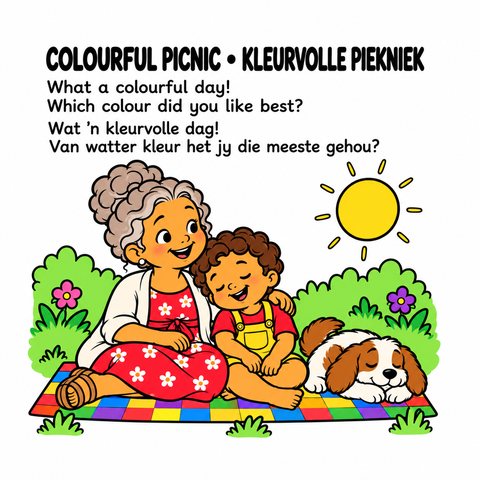 COLOURFUL PICNIC • KLEURVOLLE PIEKNIEK
What a colourful day!
Which colour did you like best?
Wat ’n kleurvolle dag!
Van watter kleur het jy die meeste gehou?